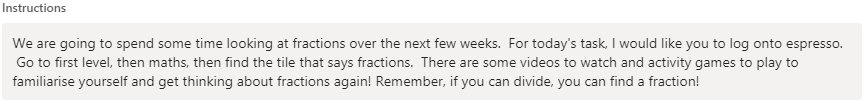 Instructions
We are going to spend some time looking at fractions over the next few weeks.  For today's task, I would like you to log onto espresso.
Go to first level, then maths, then find the tile that says fractions.  There are some videos to watch and activity games to play to
familiarise yourself and get thinking about fractions again! Remember, if you can divide, you can find a fraction!